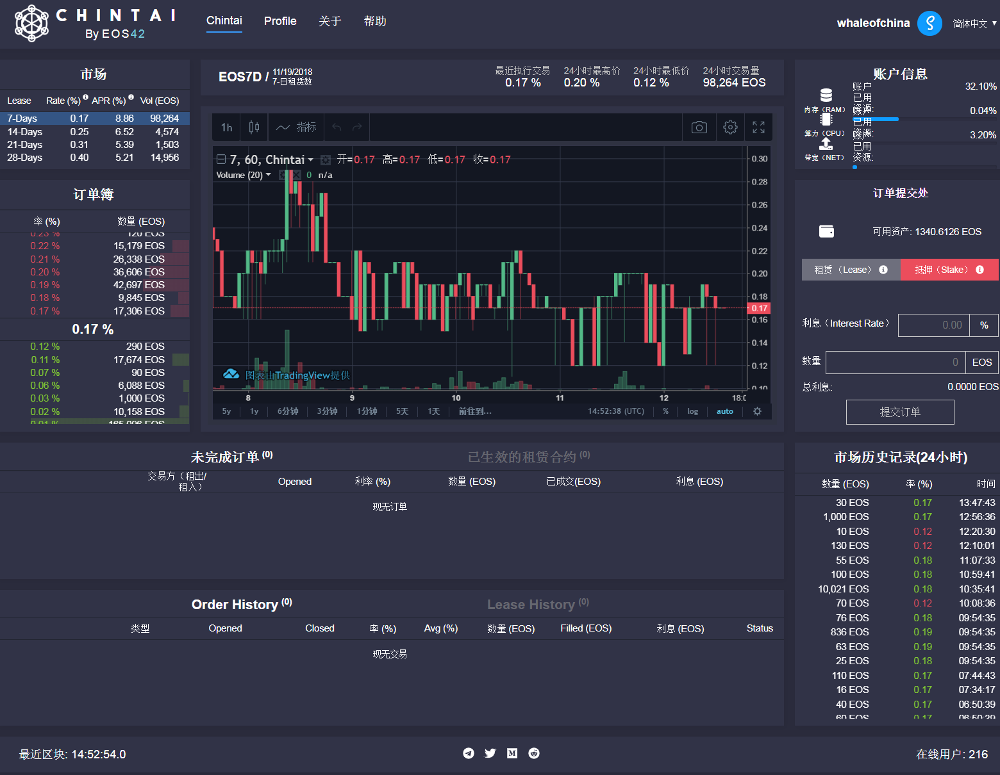 CHINTAI
By EOS42
Chintai Profile 关于 帮助
whaleofchina 简体中文
市场
Lease Rate (%) APR (%) Vol (EOS)
7-Days 0.17 8.86 98,264
14-Days 0.25 6.52 4,574
21-Days 0.31 5.39 1,503
28-Days 0.40 5.21 14,956
订单簿
率 (%) 数量 (EOS)
0.23 % 120 EOS
0.22 % 15,179 EOS
0.21 % 26,338 EOS
0.20 % 36,606 EOS
0.19 % 42,697 EOS
0.18 % 9,845 EOS
0.17 % 17,306 EOS
0.17 %
0.12 % 290 EOS
0.11 % 17,674 EOS
0.07 % 90 EOS
0.06 % 6,088 EOS
0.03 % 1,000 EOS
0.02 % 10,158 EOS
0.01 % 165,096 EOS
EOS7D / 11/19/2018
7-日租赁数
最近执行交易 24小时最高价 24小时最低价 24小时交易量
0.17 % 0.20 % 0.12 % 98,264 EOS
1h 指标
7, 60, Chintai 开=0.17 高=0.17 低=0.17 收=0.17
Volume (20) 0 n/a
0.30
0.28
0.26
0.24
0.22
0.20
0.18
0.17
0.16
0.14
0.12
0.10
图表由TradingView提供
8 9 10 11 12 18:0
5y 1y 6分钟 3分钟 1分钟 5天 1天 前往到... 14:52:38 (UTC) % log auto
账户信息
内存（RAM） 账户已用资源: 32.10%
算力（CPU） 账户已用资源: 0.04%
带宽（NET） 账户已用资源: 3.20%
订单提交处
可用资产: 1340.6126 EOS
租赁（Lease） 抵押（Stake）
利息（Interest Rate） 0.00 %
数量 0 EOS
总利息: 0.0000 EOS
提交订单
未完成订单 (0) 已生效的租赁合约 (0)
交易方（租出/
租入） Opened 利率 (%) 数量 (EOS) 已成交(EOS) 利息 (EOS)
现无订单
Order History (0) Lease History (0)
类型 Opened Closed 率 (%) Avg (%) 数量 (EOS) Filled (EOS) 利息 (EOS) Status
现无交易
市场历史记录(24小时)
数量 (EOS) 率 (%) 时间
30 EOS 0.17 13:47:43
1,000 EOS 0.17 12:56:36
10 EOS 0.12 12:20:30
130 EOS 0.12 12:10:01
55 EOS 0.18 11:07:33
100 EOS 0.18 10:59:41
10,021 EOS 0.18 10:35:41
70 EOS 0.12 10:08:36
76 EOS 0.18 09:54:35
836 EOS 0.19 09:54:35
63 EOS 0.19 09:54:35
25 EOS 0.18 09:54:35
110 EOS 0.17 07:44:43
16 EOS 0.17 07:34:17
40 EOS 0.17 06:50:39
60 EOS 0.17 06:50:39
最近区块: 14:52:54.0
在线用户: 216